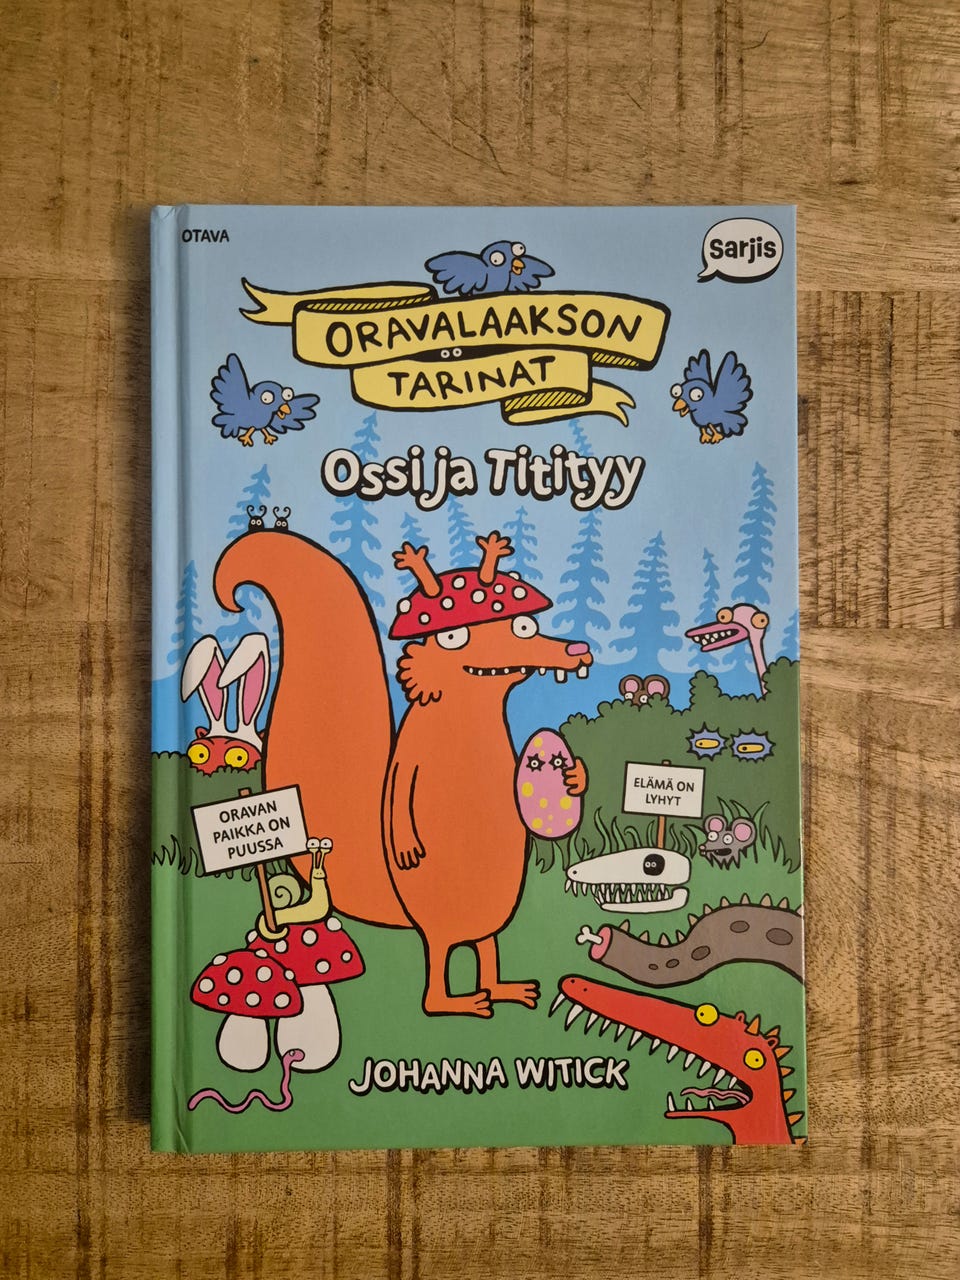 OTAVA
Sarjis
ORAVALAAKSON
TARINAT
Ossi ja Titityy
ORAVAN
PAIKKA ON
PUUSSA
ELÄMÄ ON
LYHYT
JOHANNA WITICK